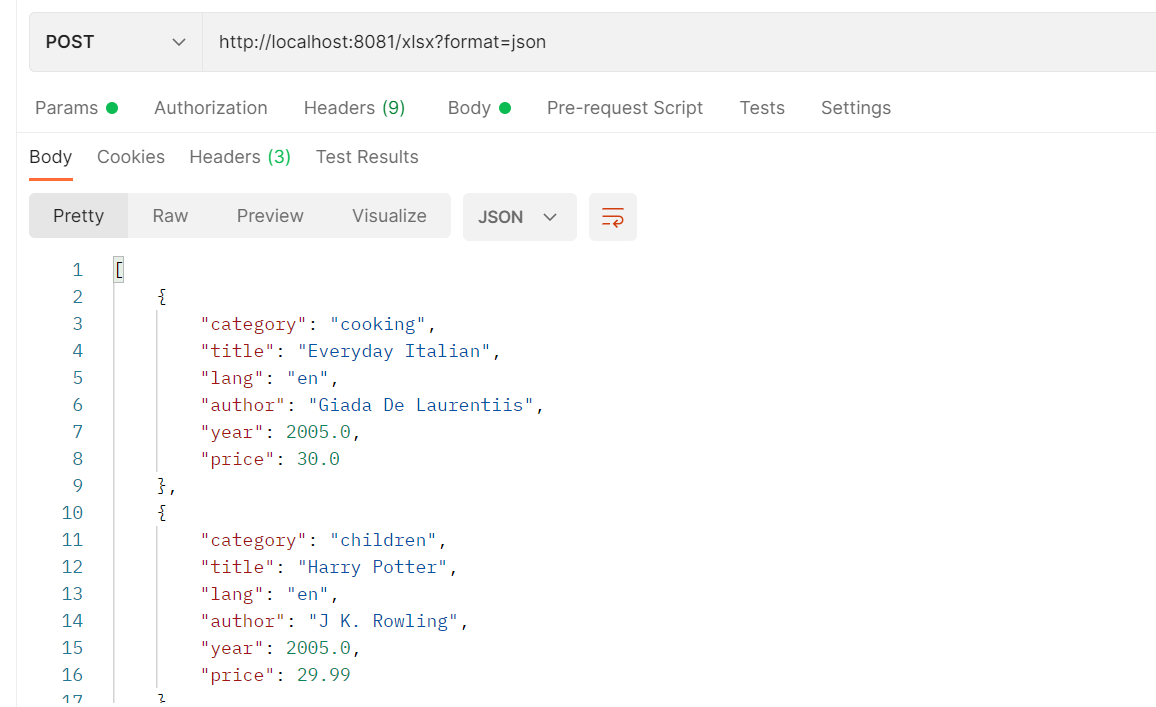 POST http://localhost:8081/xlsx?format=json
Params Authorization Headers (9) Body Pre-request Script Tests Settings
Body Cookies Headers (3) Test Results
Pretty Raw Preview Visualize JSON
1 [
2 {
3 "category": "cooking",
4 "title": "Everyday Italian",
5 "lang": "en",
6 "author": "Giada De Laurentiis",
7 "year": 2005.0,
8 "price": 30.0
9 },
10 {
11 "category": "children",
12 "title": "Harry Potter",
13 "lang": "en",
14 "author": "J K. Rowling",
15 "year": 2005.0,
16 "price": 29.99
17 }